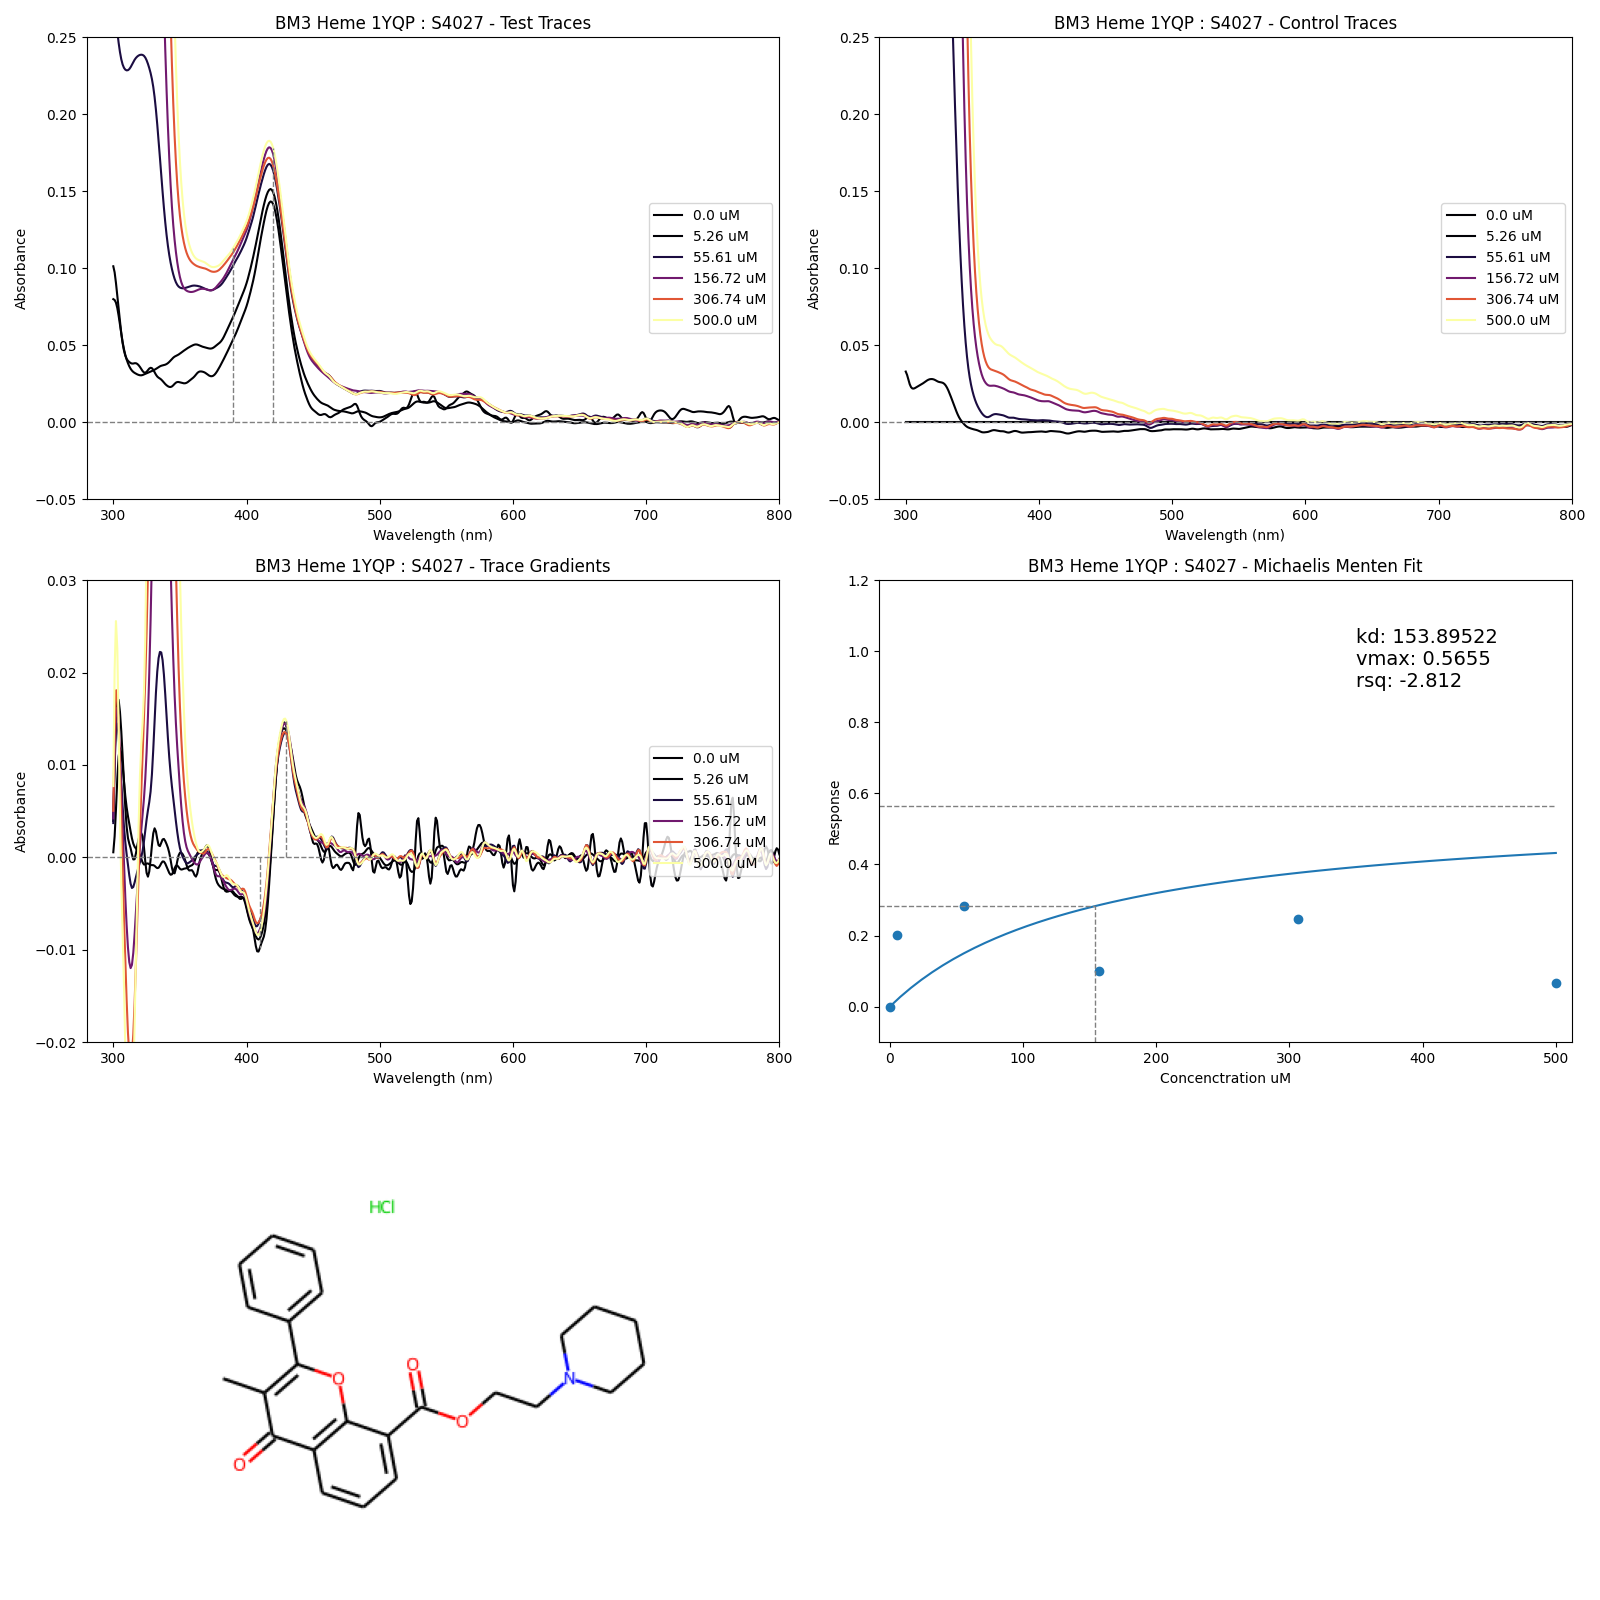 BM3 Heme 1YQP : S4027 - Test Traces
Absorbance
0.25
0.20
0.15
0.10
0.05
0.00
−0.05
300 400 500 600 700 800
Wavelength (nm)
0.0 uM
5.26 uM
55.61 uM
156.72 uM
306.74 uM
500.0 uM
BM3 Heme 1YQP : S4027 - Control Traces
Absorbance
0.25
0.20
0.15
0.10
0.05
0.00
−0.05
300 400 500 600 700 800
Wavelength (nm)
0.0 uM
5.26 uM
55.61 uM
156.72 uM
306.74 uM
500.0 uM
BM3 Heme 1YQP : S4027 - Trace Gradients
Absorbance
0.03
0.02
0.01
0.00
−0.01
−0.02
300 400 500 600 700 800
Wavelength (nm)
0.0 uM
5.26 uM
55.61 uM
156.72 uM
306.74 uM
500.0 uM
BM3 Heme 1YQP : S4027 - Michaelis Menten Fit
Response
1.2
1.0
0.8
0.6
0.4
0.2
0.0
0 100 200 300 400 500
Concenctration uM
kd: 153.89522
vmax: 0.5655
rsq: -2.812
HCl
O
O
O
N
O